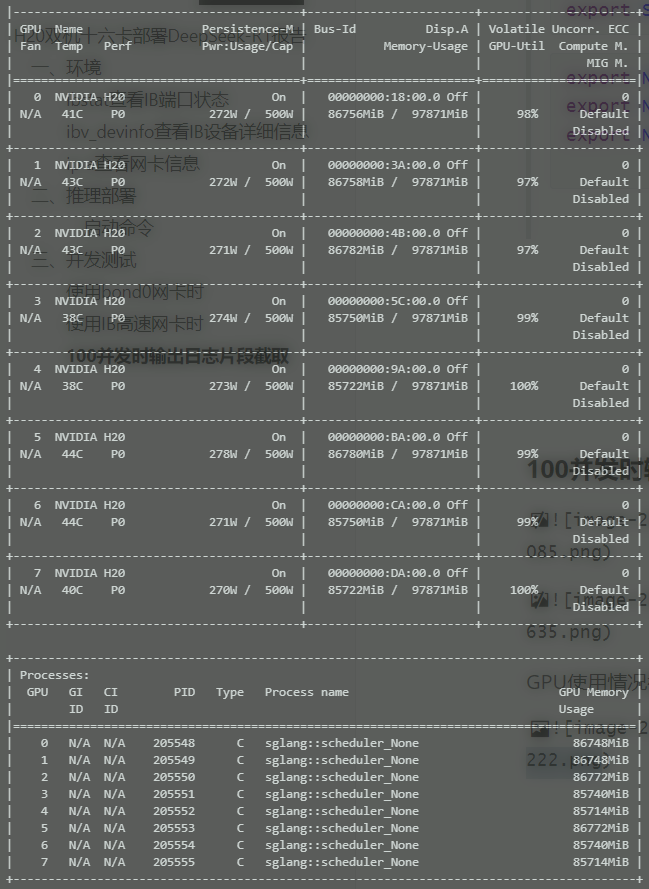 GPU Name Persistence-M | Bus-Id Disp.A | Volatile Uncorr. ECC
Fan Temp Perf Pwr:Usage/Cap | Memory-Usage | GPU-Util Compute M.
MIG M.
0 NVIDIA H20 On | 00000000:18:00.0 Off | 0
N/A 41C P0 272W / 500W | 86756MiB / 97871MiB | 98% Default
Disabled
1 NVIDIA H20 On | 00000000:3A:00.0 Off | 0
N/A 43C P0 272W / 500W | 86758MiB / 97871MiB | 97% Default
Disabled
2 NVIDIA H20 On | 00000000:4B:00.0 Off | 0
N/A 43C P0 271W / 500W | 86782MiB / 97871MiB | 97% Default
Disabled
3 NVIDIA H20 On | 00000000:5C:00.0 Off | 0
N/A 38C P0 274W / 500W | 85750MiB / 97871MiB | 99% Default
Disabled
4 NVIDIA H20 On | 00000000:9A:00.0 Off | 0
N/A 38C P0 273W / 500W | 85722MiB / 97871MiB | 100% Default
Disabled
5 NVIDIA H20 On | 00000000:BA:00.0 Off | 0
N/A 44C P0 278W / 500W | 86780MiB / 97871MiB | 99% Default
Disabled
6 NVIDIA H20 On | 00000000:CA:00.0 Off | 0
N/A 44C P0 271W / 500W | 85750MiB / 97871MiB | 99% Default
Disabled
7 NVIDIA H20 On | 00000000:DA:00.0 Off | 0
N/A 40C P0 270W / 500W | 85722MiB / 97871MiB | 100% Default
Disabled
Processes:
GPU GI CI PID Type Process name GPU Memory
ID ID Usage
0 N/A N/A 205548 C sglang::scheduler_None 86748MiB
1 N/A N/A 205549 C sglang::scheduler_None 86748MiB
2 N/A N/A 205550 C sglang::scheduler_None 86772MiB
3 N/A N/A 205551 C sglang::scheduler_None 85740MiB
4 N/A N/A 205552 C sglang::scheduler_None 85714MiB
5 N/A N/A 205553 C sglang::scheduler_None 86772MiB
6 N/A N/A 205554 C sglang::scheduler_None 85740MiB
7 N/A N/A 205555 C sglang::scheduler_None 85714MiB
H20双机十六卡部署DeepSeek-R1报告
一、环境
ibstat查看IB端口状态
ibv_devinfo查看IB设备详细信息
查看网卡信息
二、推理部署
启动命令
三、并发测试
使用bond0网卡时
使用IB高速网卡时
100并发时输出日志片段截取
export
export
export
export
100并发时
![image-2
085.png)
![image-2
635.png)
GPU使用情况
![image-2
222.png)